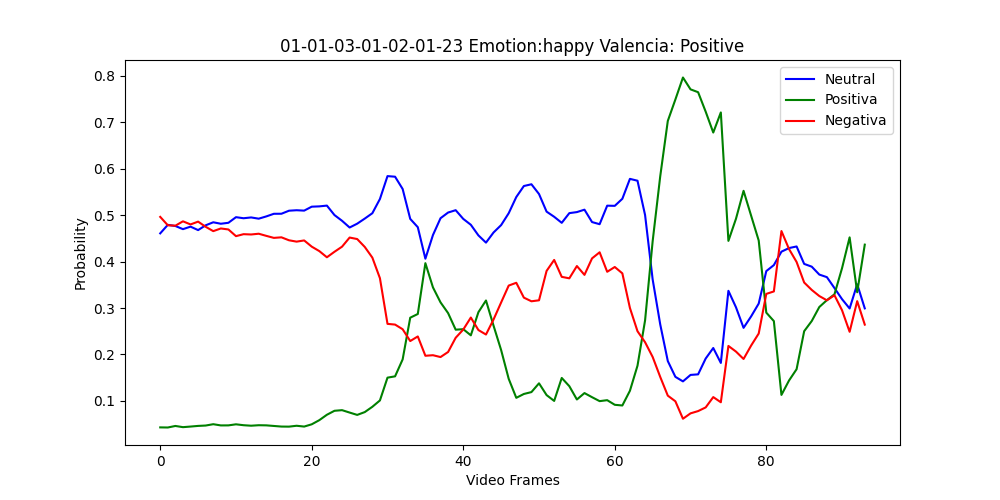 01-01-03-01-02-01-23 Emotion:happy Valencia: Positive
Neutral
Positiva
Negativa
Probability
0.8
0.7
0.6
0.5
0.4
0.3
0.2
0.1
0 20 40 60 80
Video Frames